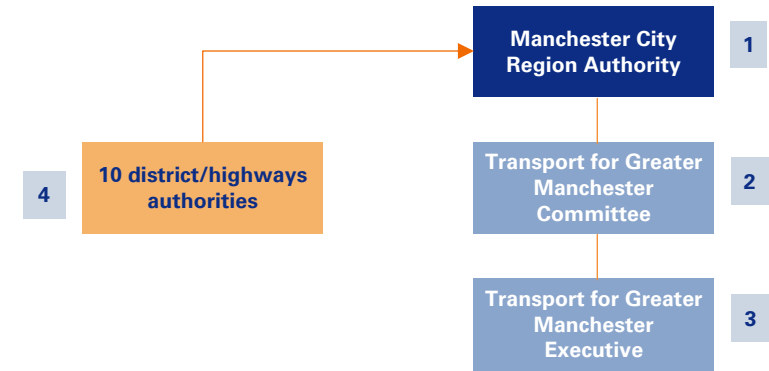 Manchester City
Region Authority
1
10 district/highways
authorities
4
Transport for Greater
Manchester
Committee
2
Transport for Greater
Manchester
Executive
3